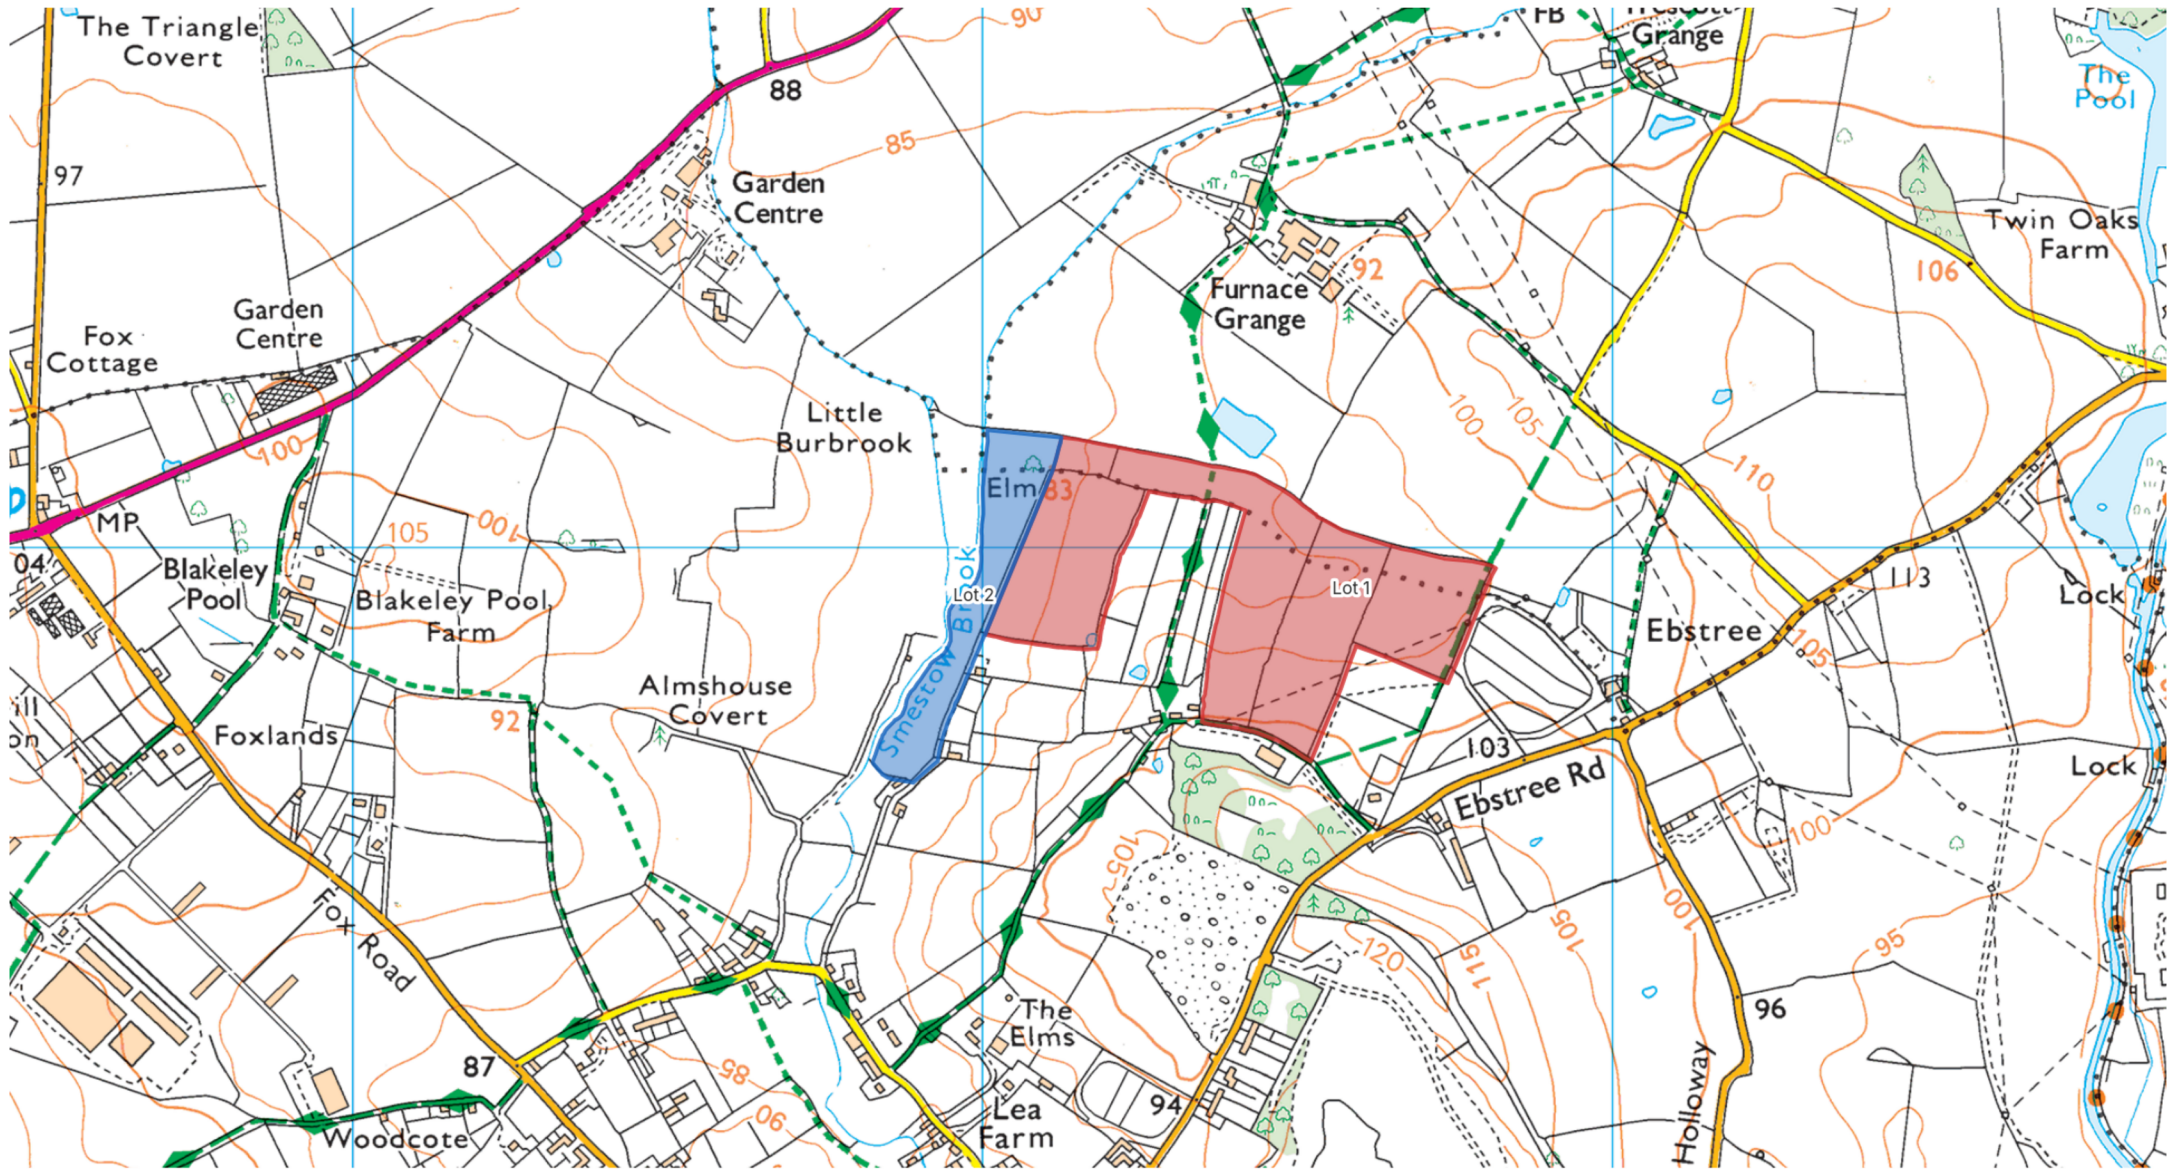 The Triangle
Covert
97
88
90
85
FB
Trescott
Grange
The
Pool
Garden
Centre
Garden
Centre
Fox
Cottage
100
Little
Burbrook
Furnace
Grange
92
Twin Oaks
Farm
106
100
105
110
Elm
83
MP
04
105
100
Blakeley
Pool
Blakeley Pool
Farm
Lot 2
Smestow Brook
Lot 1
113
Lock
Ebstree
105
Almshouse
Covert
92
Foxlands
ill
on
103
Ebstree Rd
Lock
100
105
Fox Road
120
115
105
100
95
96
Holloway
The
Elms
87
85
90
94
Lea
Farm
Woodcote